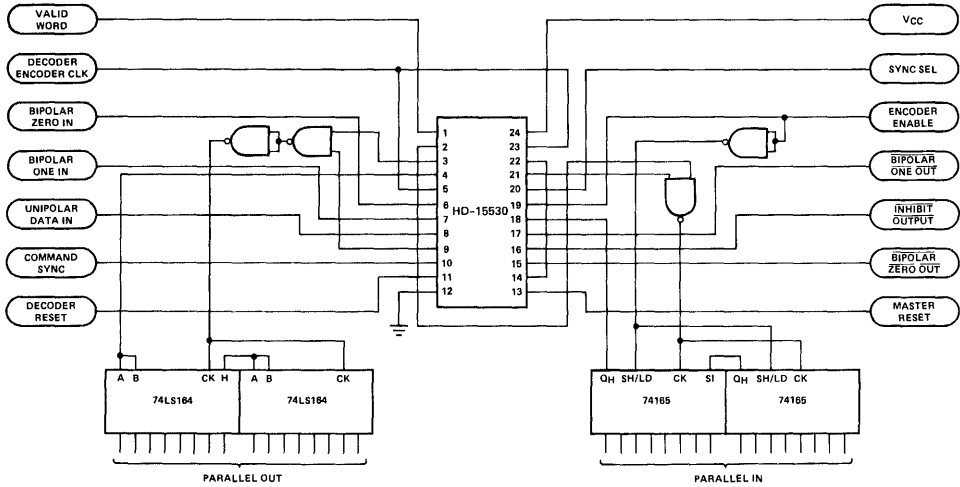 VALID
WORD
DECODER
ENCODER CLK
BIPOLAR
ZERO IN
BIPOLAR
ONE IN
UNIPOLAR
DATA IN
COMMAND
SYNC
DECODER
RESET
1
2
3
4
5
6
7
8
9
10
11
12
HD-15530
24
23
22
21
20
19
18
17
16
15
14
13
VCC
SYNC SEL
ENCODER
ENABLE
BIPOLAR
ONE OUT
INHIBIT
OUTPUT
BIPOLAR
ZERO OUT
MASTER
RESET
A B CK H A B CK
74LS164 74LS164
PARALLEL OUT
QH SH/LD CK SI QH SH/LD CK
74165 74165
PARALLEL IN